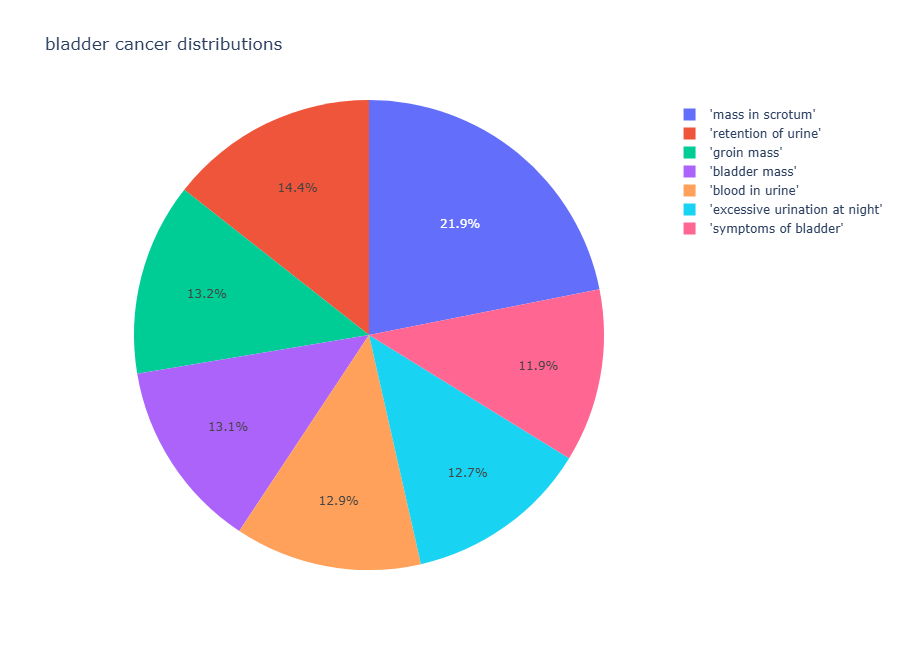 bladder cancer distributions
'mass in scrotum'
'retention of urine'
'groin mass'
'bladder mass'
'blood in urine'
'excessive urination at night'
'symptoms of bladder'
14.4%
21.9%
13.2%
11.9%
13.1%
12.7%
12.9%